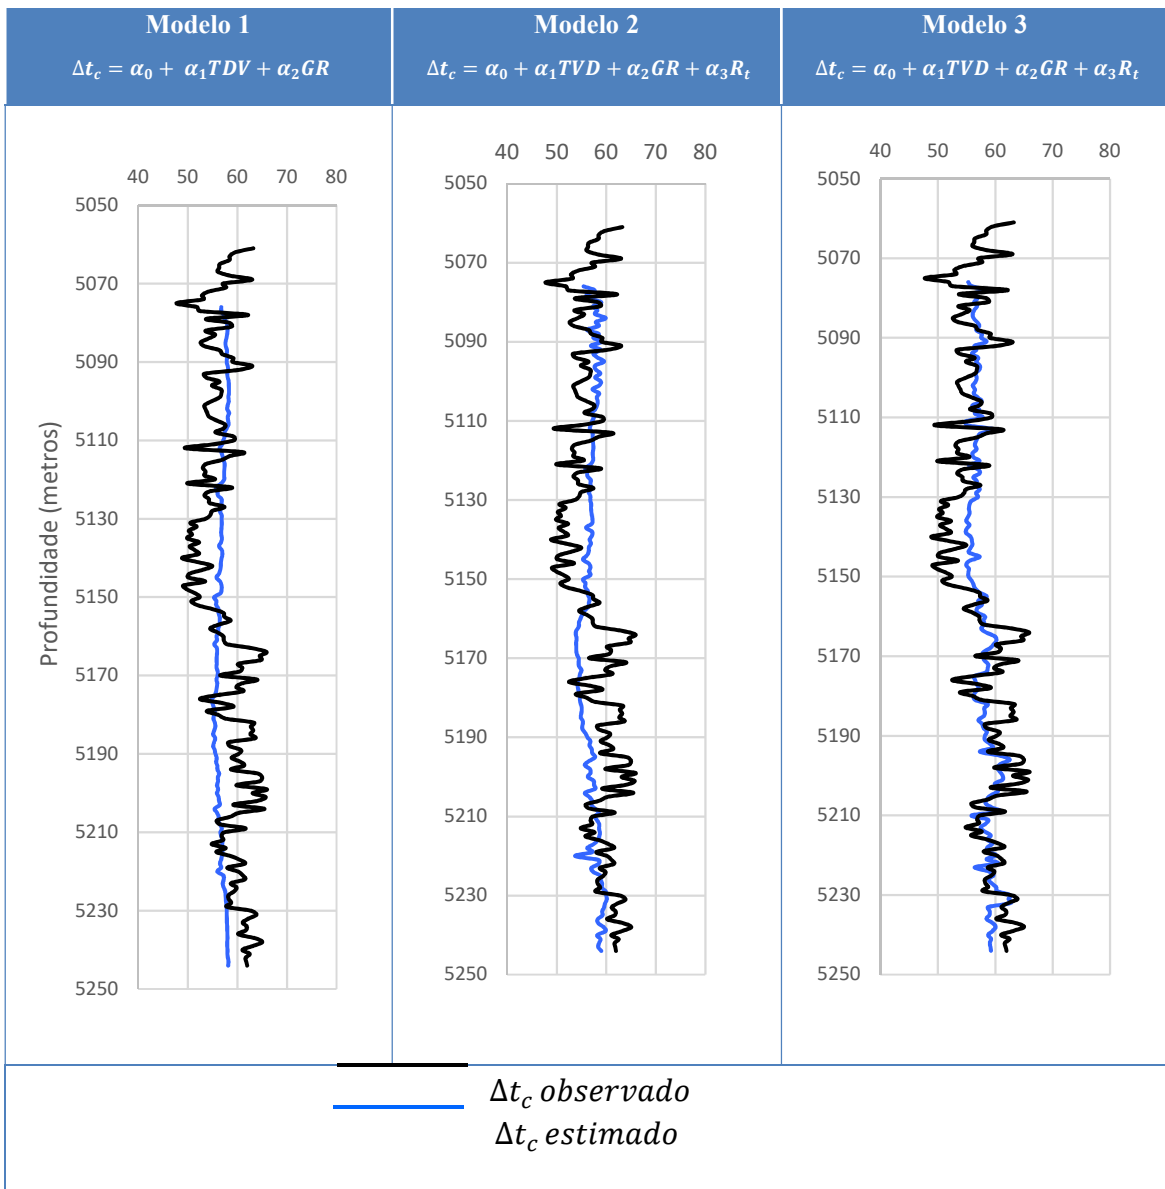 Modelo 1
Δt_c = α_0 + α_1TDV + α_2GR
Modelo 2
Δt_c = α_0 + α_1TVD + α_2GR + α_3R_t
Modelo 3
Δt_c = α_0 + α_1TVD + α_2GR + α_3R_t
Profundidade (metros)
40 50 60 70 80
5050
5070
5090
5110
5130
5150
5170
5190
5210
5230
5250
40 50 60 70 80
5050
5070
5090
5110
5130
5150
5170
5190
5210
5230
5250
40 50 60 70 80
5050
5070
5090
5110
5130
5150
5170
5190
5210
5230
5250
Δt_c observado
Δt_c estimado